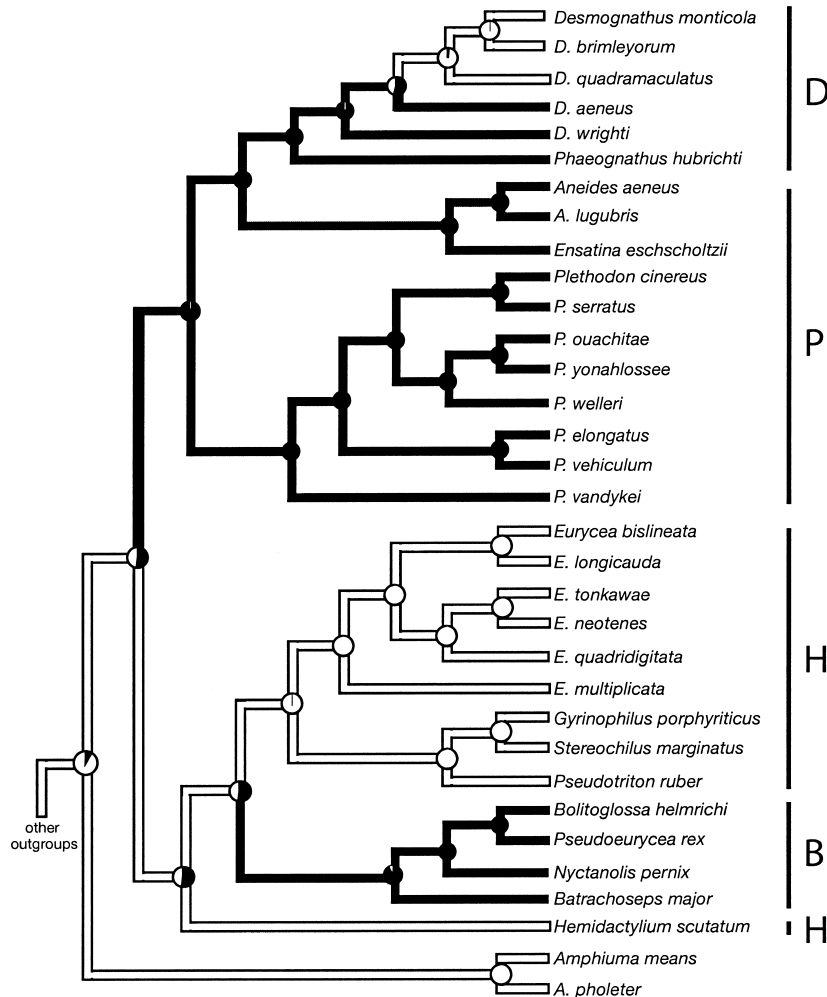 Desmognathus monticola
D. brimleyorum
D. quadramaculatus
D. aeneus
D. wrighti
Phaeognathus hubrichti
D
Aneides aeneus
A. lugubris
Ensatina eschscholtzii
Plethodon cinereus
P. serratus
P. ouachitae
P. yonahlossee
P. welleri
P. elongatus
P. vehiculum
P. vandykei
P
Eurycea bislineata
E. longicauda
E. tonkawae
E. neotenes
E. quadridigitata
E. multiplicata
Gyrinophilus porphyriticus
Stereochilus marginatus
Pseudotriton ruber
H
Bolitoglossa helmrichi
Pseudoeurycea rex
Nyctanolis pernix
Batrachoseps major
B
Hemidactylium scutatum
H
Amphiuma means
A. pholeter
other
outgroups